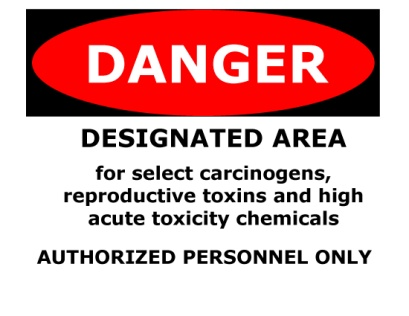 DANGER
DESIGNATED AREA
for select carcinogens,
reproductive toxins and high
acute toxicity chemicals
AUTHORIZED PERSONNEL ONLY